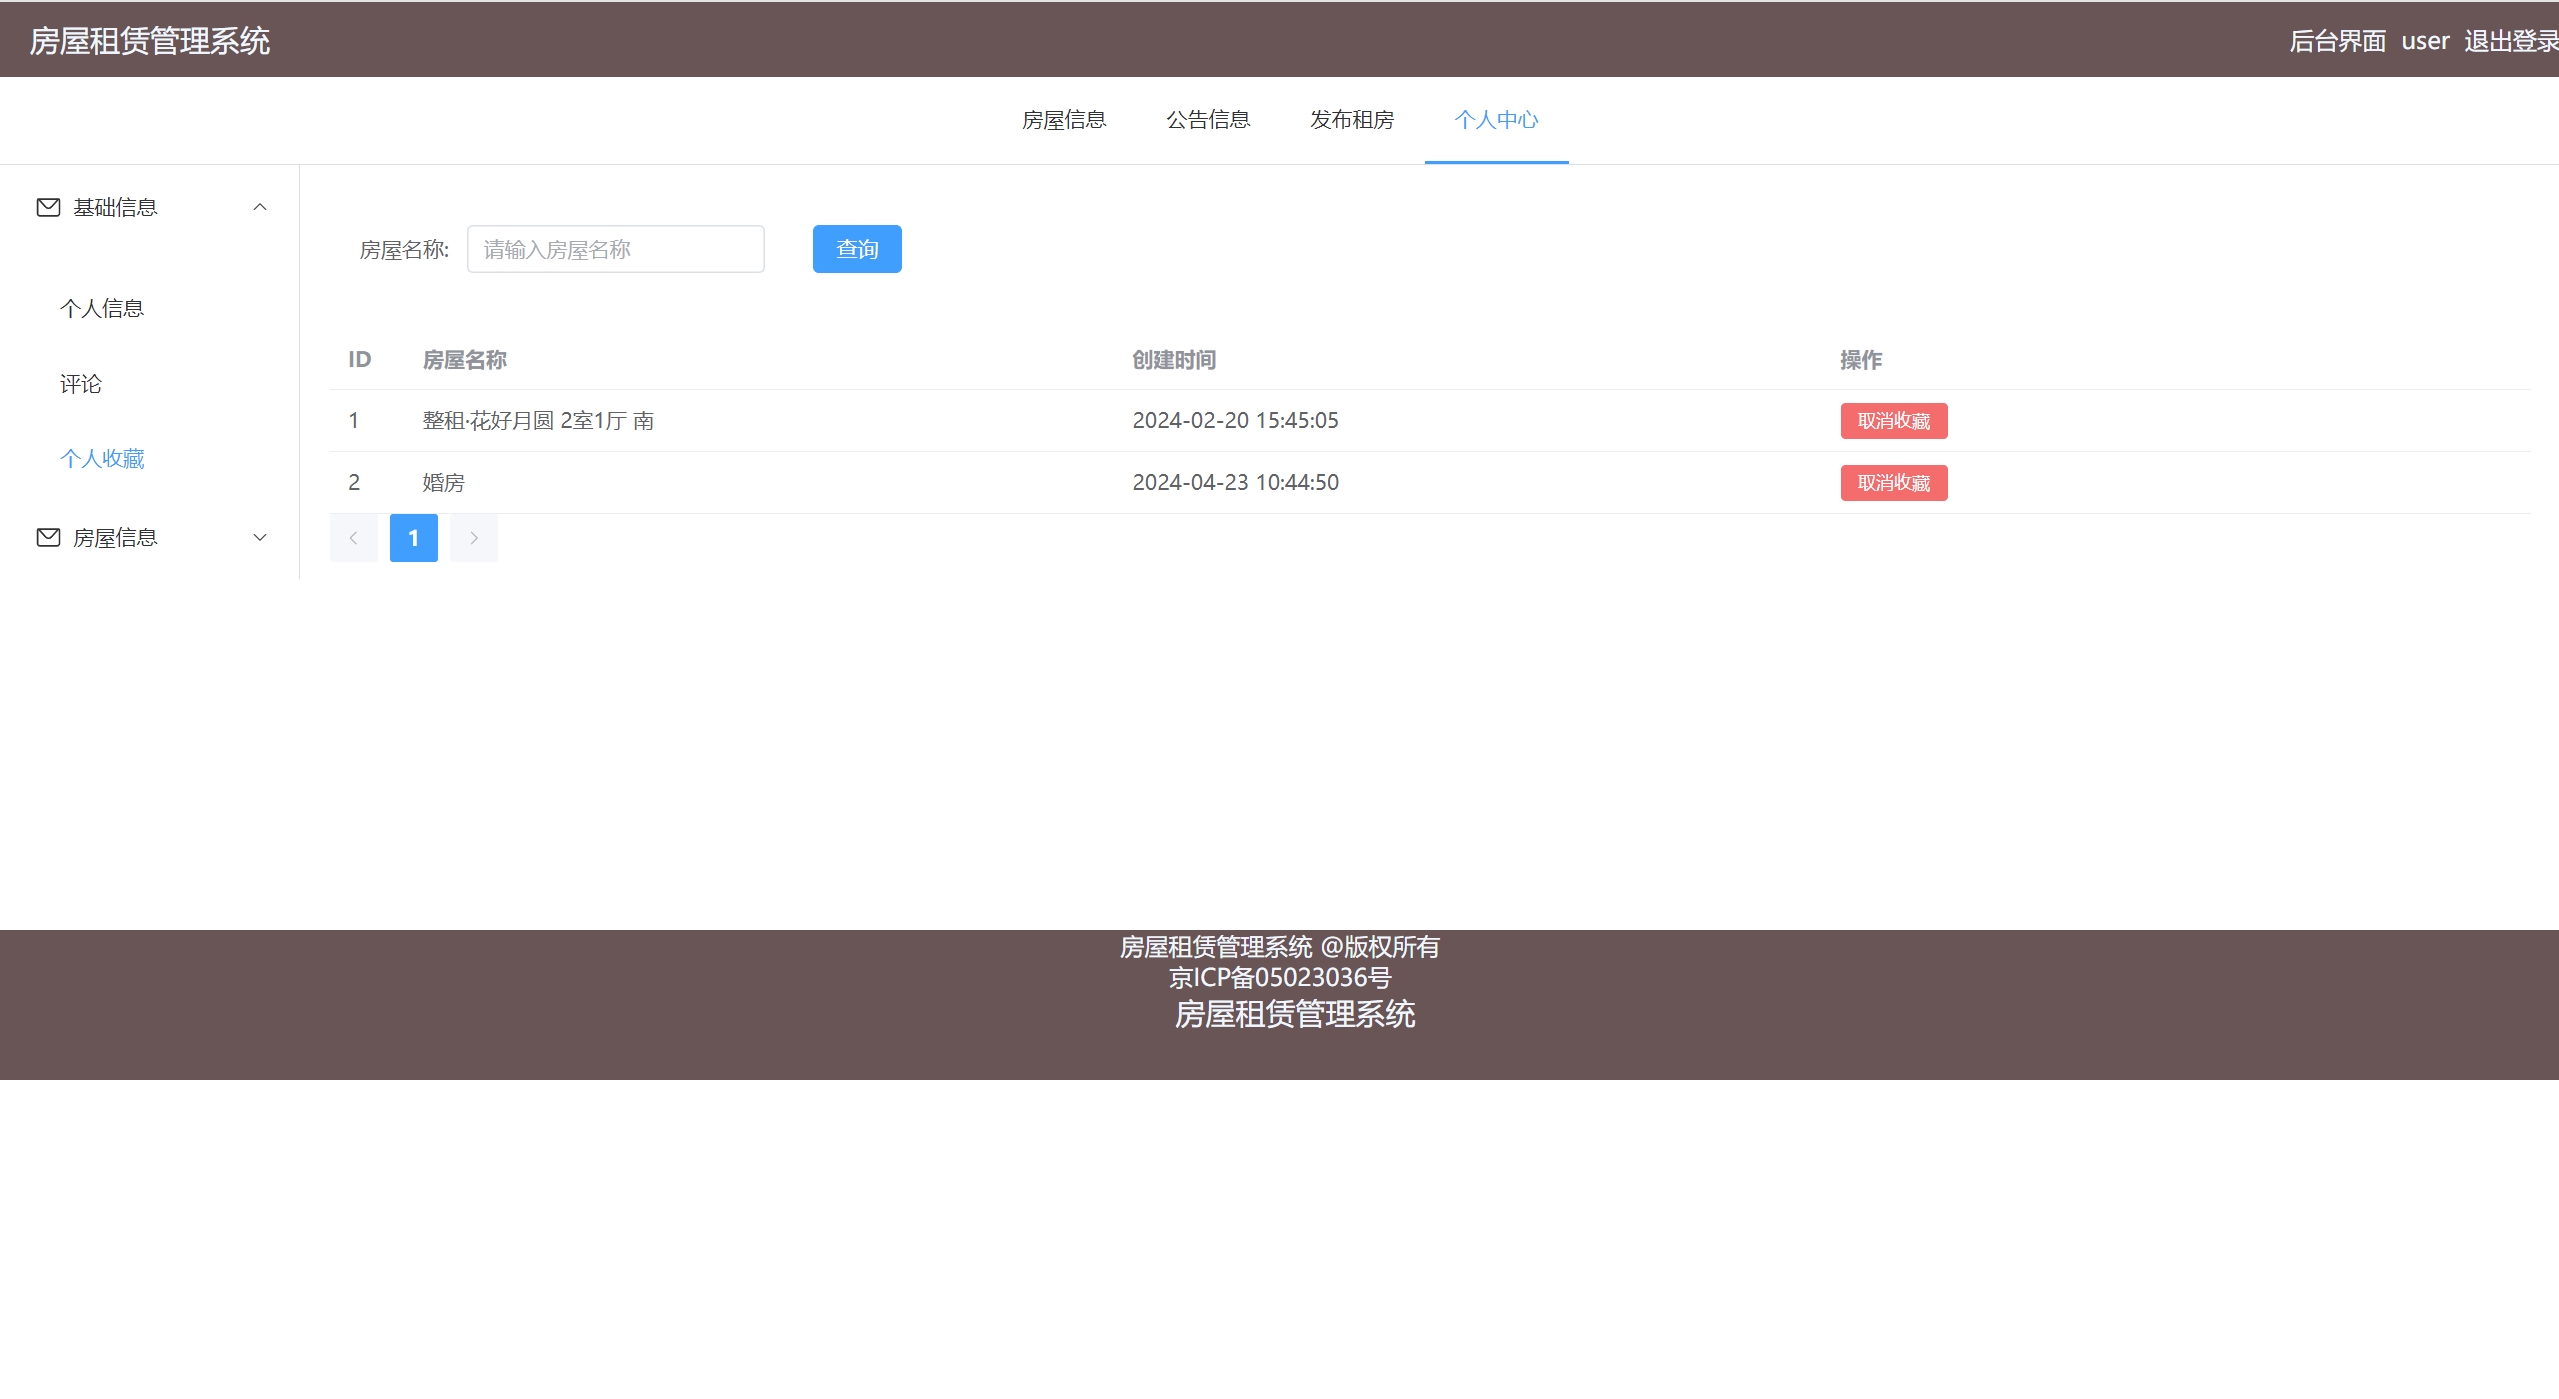 房屋租赁管理系统 后台界面 user 退出登录
房屋信息 公告信息 发布租房 个人中心
基础信息
个人信息
评论
个人收藏
房屋信息
房屋名称: 请输入房屋名称 查询
ID 房屋名称 创建时间 操作
1 整租·花好月圆 2室1厅 南 2024-02-20 15:45:05 取消收藏
2 婚房 2024-04-23 10:44:50 取消收藏
1
房屋租赁管理系统 @版权所有
京ICP备05023036号
房屋租赁管理系统